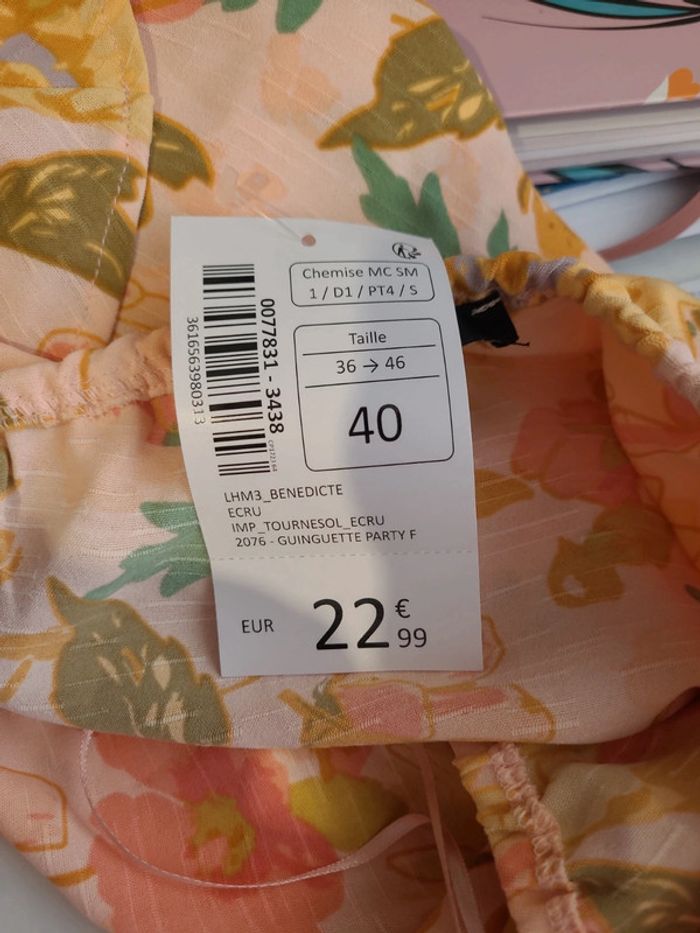 Chemise MC SM
1 / D1 / PT4 / S
Taille
36 → 46
40
0077831 - 3438
3616563980313
LHM3_BENEDICTE
ECRU
IMP_TOURNESOL_ECRU
2076 - GUINGUETTE PARTY F
EUR
22 €
99